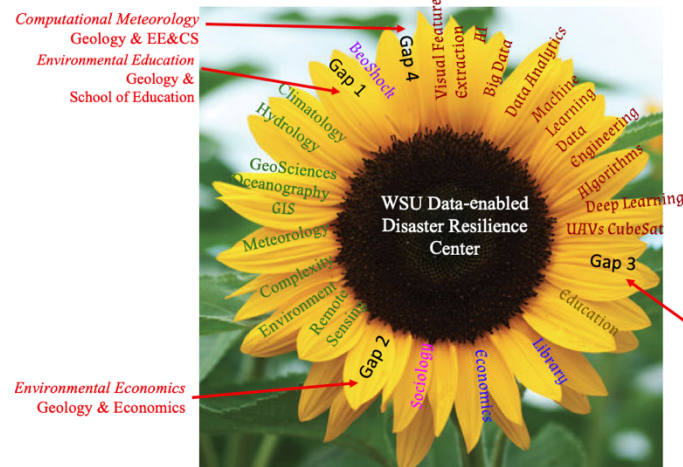 Computational Meteorology
Geology & EE&CS
Environmental Education
Geology &
School of Education
Environmental Economics
Geology & Economics
Gap 1
BeoShock
Gap 4
Visual Feature
Extraction
AI
Big Data
Data Analytics
Machine
Learning
Data
Engineering
Algorithms
Deep Learning
UAVs CubeSat
Gap 3
Education
Library
Economics
Sociology
Gap 2
Remote
Sensing
Environment
Complexity
Meteorology
GIS
Oceanography
GeoSciences
Hydrology
Climatology
WSU Data-enabled
Disaster Resilience
Center